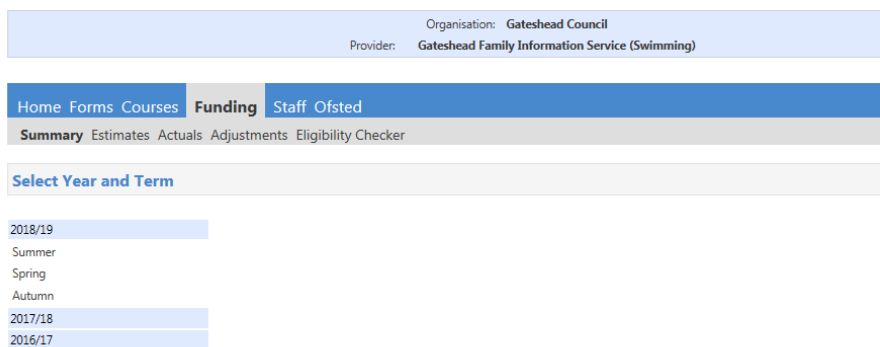 Organisation: Gateshead Council
Provider: Gateshead Family Information Service (Swimming)
Home Forms Courses Funding Staff Ofsted
Summary Estimates Actuals Adjustments Eligibility Checker
Select Year and Term
2018/19
Summer
Spring
Autumn
2017/18
2016/17